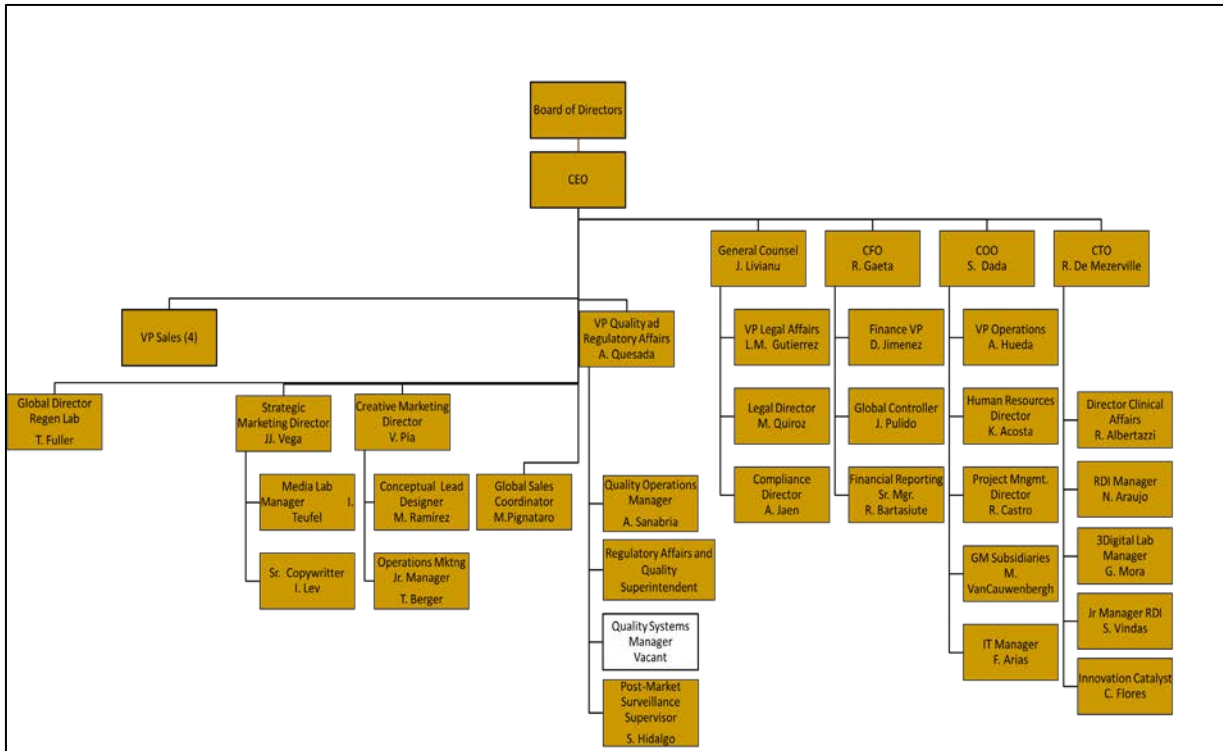 Board of Directors
CEO
General Counsel
J. Livianu
CFO
R. Gaeta
COO
S. Dada
CTO
R. De Mezerville
VP Sales (4)
VP Quality ad
Regulatory Affairs
A. Quesada
VP Legal Affairs
L.M. Gutierrez
Finance VP
D. Jimenez
VP Operations
A. Hueda
Global Director
Regen Lab
T. Fuller
Strategic
Marketing Director
JJ. Vega
Creative Marketing
Director
V. Pia
Legal Director
M. Quiroz
Global Controller
J. Pulido
Human Resources
Director
K. Acosta
Director Clinical
Affairs
R. Albertazzi
Media Lab
Manager I.
Teufel
Conceptual Lead
Designer
M. Ramírez
Global Sales
Coordinator
M.Pignataro
Quality Operations
Manager
A. Sanabria
Compliance
Director
A. Jaen
Financial Reporting
Sr. Mgr.
R. Bartasiute
Project Mngmt.
Director
R. Castro
RDI Manager
N. Araujo
Sr. Copywritter
I. Lev
Operations Mktng
Jr. Manager
T. Berger
Regulatory Affairs and
Quality
Superintendent
GM Subsidiaries
M.
VanCauwenbergh
3Digital Lab
Manager
G. Mora
Quality Systems
Manager
Vacant
IT Manager
F. Arias
Jr Manager RDI
S. Vindas
Post-Market
Surveillance
Supervisor
S. Hidalgo
Innovation Catalyst
C. Flores